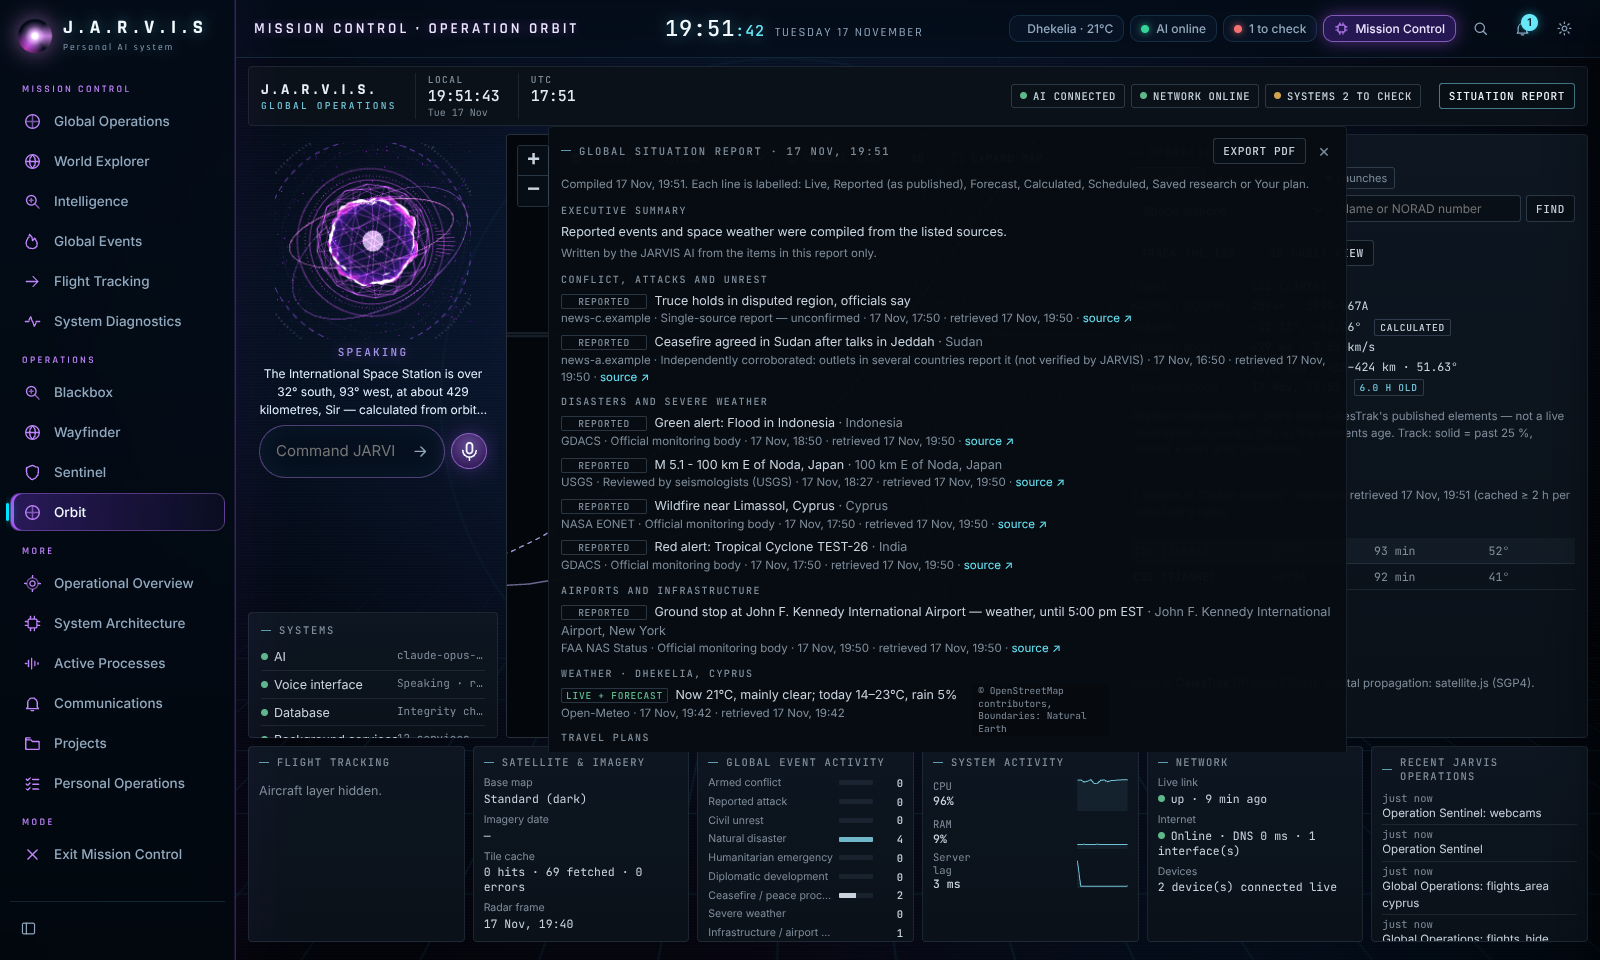 J.A.R.V.I.S
Personal AI system
MISSION CONTROL · OPERATION ORBIT
19:51:42 TUESDAY 17 NOVEMBER
Dhekelia · 21°C
AI online
1 to check
Mission Control
1
MISSION CONTROL
Global Operations
World Explorer
Intelligence
Global Events
Flight Tracking
System Diagnostics
OPERATIONS
Blackbox
Wayfinder
Sentinel
Orbit
MORE
Operational Overview
System Architecture
Active Processes
Communications
Projects
Personal Operations
MODE
Exit Mission Control
J.A.R.V.I.S.
GLOBAL OPERATIONS
LOCAL
19:51:43
Tue 17 Nov
UTC
17:51
AI CONNECTED
NETWORK ONLINE
SYSTEMS 2 TO CHECK
SITUATION REPORT
SPEAKING
The International Space Station is over
32° south, 93° west, at about 429
kilometres, Sir — calculated from orbit...
Command JARVI
SYSTEMS
AI claude-opus-…
Voice interface Speaking · r…
Database Integrity ch…
+
−
GLOBAL SITUATION REPORT · 17 NOV, 19:51
EXPORT PDF
×
Compiled 17 Nov, 19:51. Each line is labelled: Live, Reported (as published), Forecast, Calculated, Scheduled, Saved research or Your plan.
EXECUTIVE SUMMARY
Reported events and space weather were compiled from the listed sources.
Written by the JARVIS AI from the items in this report only.
CONFLICT, ATTACKS AND UNREST
REPORTED Truce holds in disputed region, officials say
news-c.example · Single-source report — unconfirmed · 17 Nov, 17:50 · retrieved 17 Nov, 19:50 · source ↗
REPORTED Ceasefire agreed in Sudan after talks in Jeddah · Sudan
news-a.example · Independently corroborated: outlets in several countries report it (not verified by JARVIS) · 17 Nov, 16:50 · retrieved 17 Nov,
19:50 · source ↗
DISASTERS AND SEVERE WEATHER
REPORTED Green alert: Flood in Indonesia · Indonesia
GDACS · Official monitoring body · 17 Nov, 18:50 · retrieved 17 Nov, 19:50 · source ↗
REPORTED M 5.1 - 100 km E of Noda, Japan · 100 km E of Noda, Japan
USGS · Reviewed by seismologists (USGS) · 17 Nov, 18:27 · retrieved 17 Nov, 19:50 · source ↗
REPORTED Wildfire near Limassol, Cyprus · Cyprus
NASA EONET · Official monitoring body · 17 Nov, 17:50 · retrieved 17 Nov, 19:50 · source ↗
REPORTED Red alert: Tropical Cyclone TEST-26 · India
GDACS · Official monitoring body · 17 Nov, 17:50 · retrieved 17 Nov, 19:50 · source ↗
AIRPORTS AND INFRASTRUCTURE
REPORTED Ground stop at John F. Kennedy International Airport — weather, until 5:00 pm EST · John F. Kennedy International
Airport, New York
FAA NAS Status · Official monitoring body · 17 Nov, 19:50 · retrieved 17 Nov, 19:50 · source ↗
WEATHER · DHEKELIA, CYPRUS
LIVE + FORECAST Now 21°C, mainly clear; today 14–23°C, rain 5%
Open-Meteo · 17 Nov, 19:42 · retrieved 17 Nov, 19:42
TRAVEL PLANS
© OpenStreetMap
contributors,
Boundaries: Natural
Earth
aunches
ame or NORAD number
FIND
EW
67A
6° CALCULATED
km/s
–424 km · 51.63°
6.0 H OLD
esTrak's published elements — not a live
ents age. Track: solid = past 25 %,
retrieved 17 Nov, 19:51 (cached ≥ 2 h per
93 min 52°
92 min 41°
tal propagation: satellite.js (SGP4).
FLIGHT TRACKING
Aircraft layer hidden.
SATELLITE & IMAGERY
Base map
Standard (dark)
Imagery date
—
Tile cache
0 hits · 69 fetched · 0
errors
Radar frame
17 Nov, 19:40
GLOBAL EVENT ACTIVITY
Armed conflict 0
Reported attack 0
Civil unrest 0
Natural disaster 4
Humanitarian emergency 0
Diplomatic development 0
Ceasefire / peace proc… 2
Severe weather 0
Infrastructure / airport … 1
SYSTEM ACTIVITY
CPU
96%
RAM
9%
Server
lag
3 ms
NETWORK
Live link
up · 9 min ago
Internet
Online · DNS 0 ms · 1
interface(s)
Devices
2 device(s) connected live
RECENT JARVIS
OPERATIONS
just now
Operation Sentinel: webcams
just now
Operation Sentinel
just now
Global Operations: flights_area
cyprus
just now
Global Operations: flights_hide